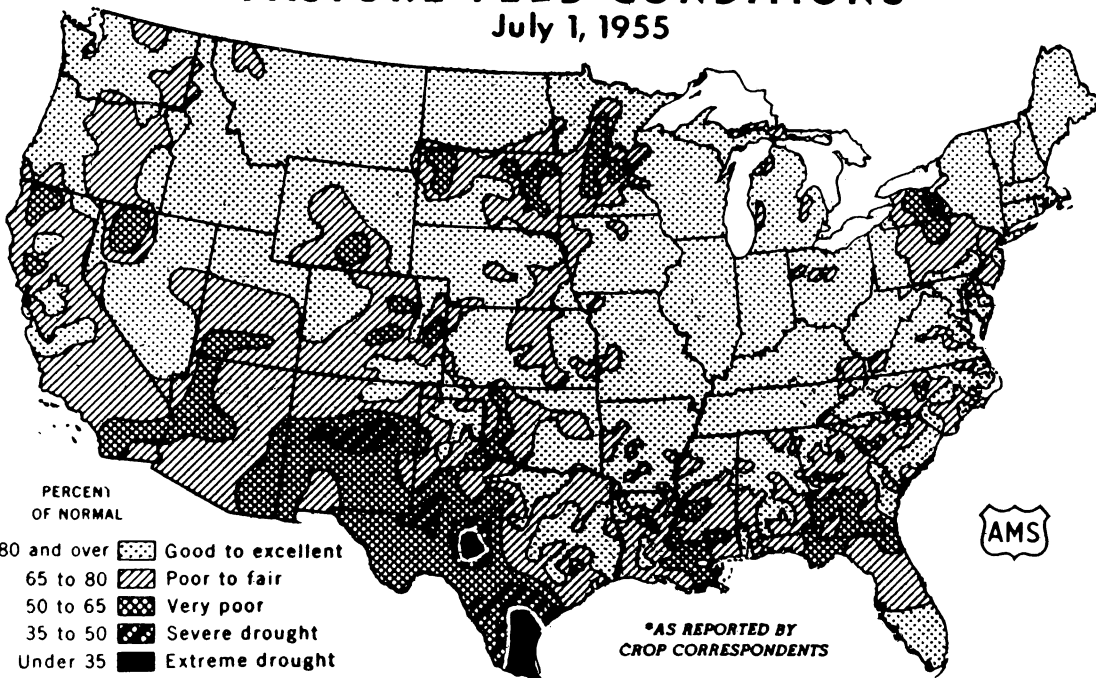 July 1, 1955
PERCENT
OF NORMAL
80 and over Good to excellent
65 to 80 Poor to fair
50 to 65 Very poor
35 to 50 Severe drought
Under 35 Extreme drought
*AS REPORTED BY
CROP CORRESPONDENTS
AMS